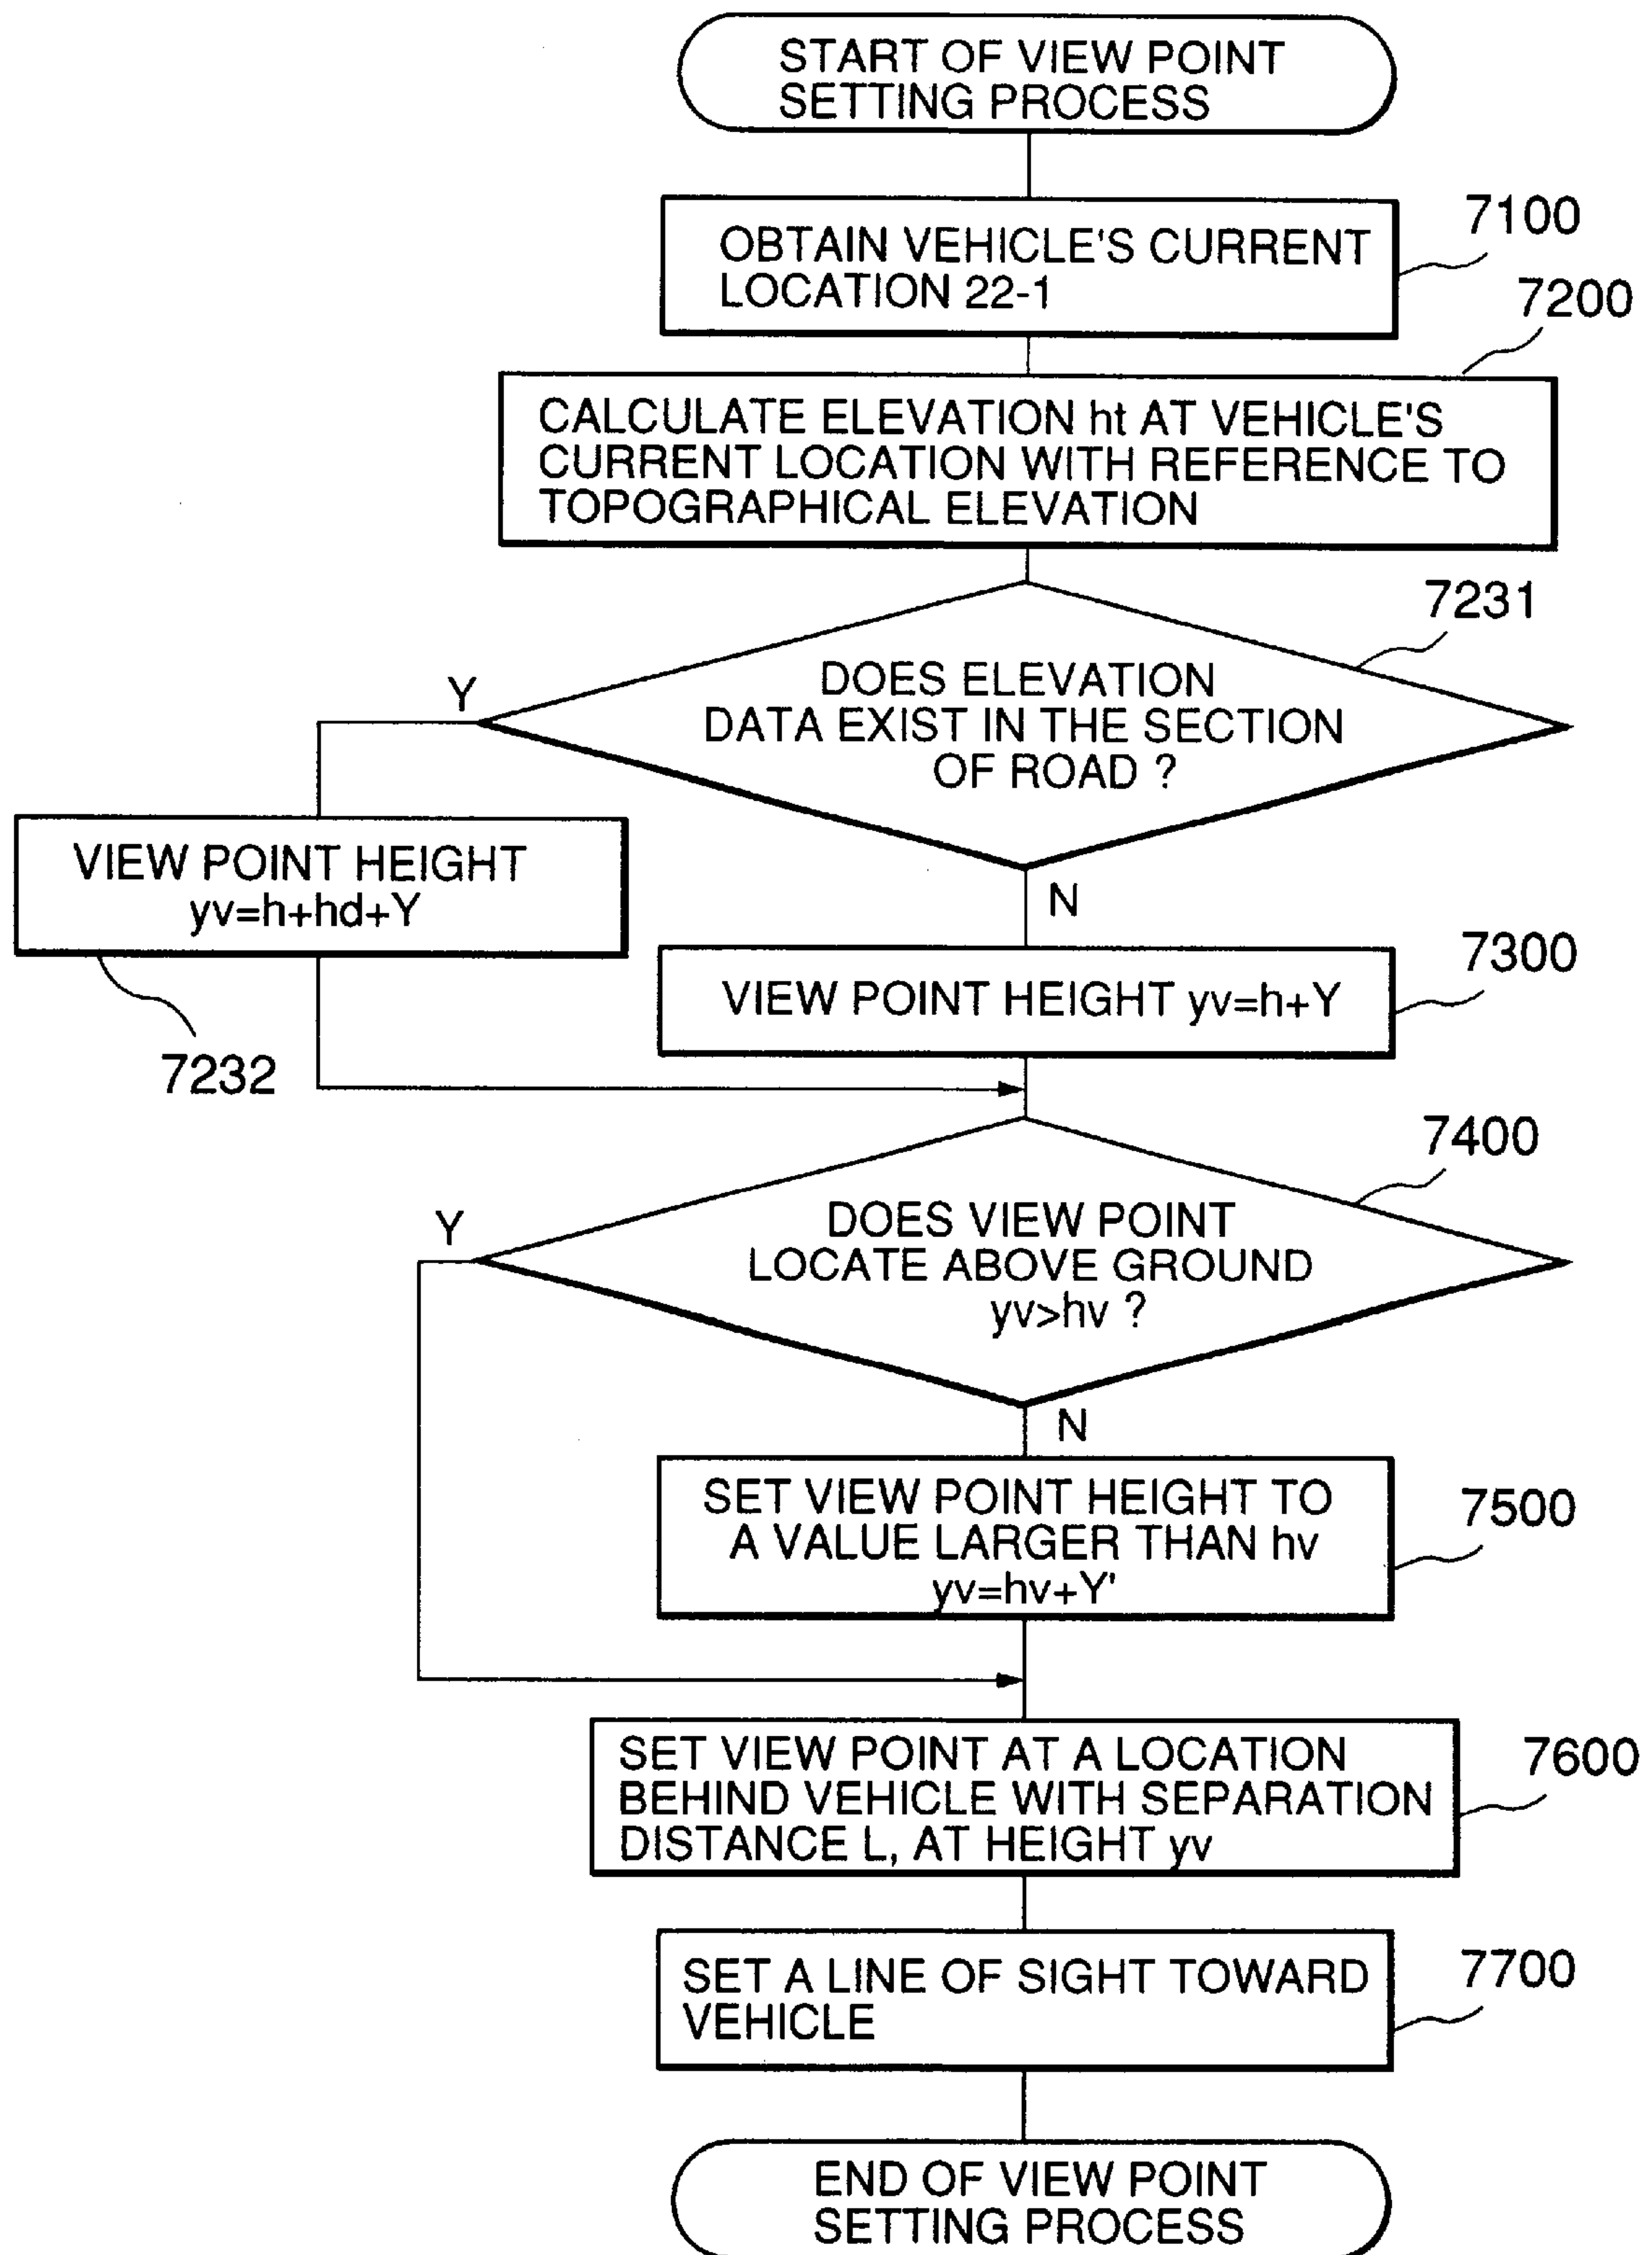 START OF VIEW POINT
SETTING PROCESS
7100
OBTAIN VEHICLE'S CURRENT
LOCATION 22-1
7200
CALCULATE ELEVATION ht AT VEHICLE'S
CURRENT LOCATION WITH REFERENCE TO
TOPOGRAPHICAL ELEVATION
7231
Y
DOES ELEVATION
DATA EXIST IN THE SECTION
OF ROAD ?
VIEW POINT HEIGHT
yv=h+hd+Y
7232
N
7300
VIEW POINT HEIGHT yv=h+Y
7400
Y
DOES VIEW POINT
LOCATE ABOVE GROUND
yv>hv ?
N
SET VIEW POINT HEIGHT TO
A VALUE LARGER THAN hv
yv=hv+Y'
7500
SET VIEW POINT AT A LOCATION
BEHIND VEHICLE WITH SEPARATION
DISTANCE L, AT HEIGHT yv
7600
SET A LINE OF SIGHT TOWARD
VEHICLE
7700
END OF VIEW POINT
SETTING PROCESS